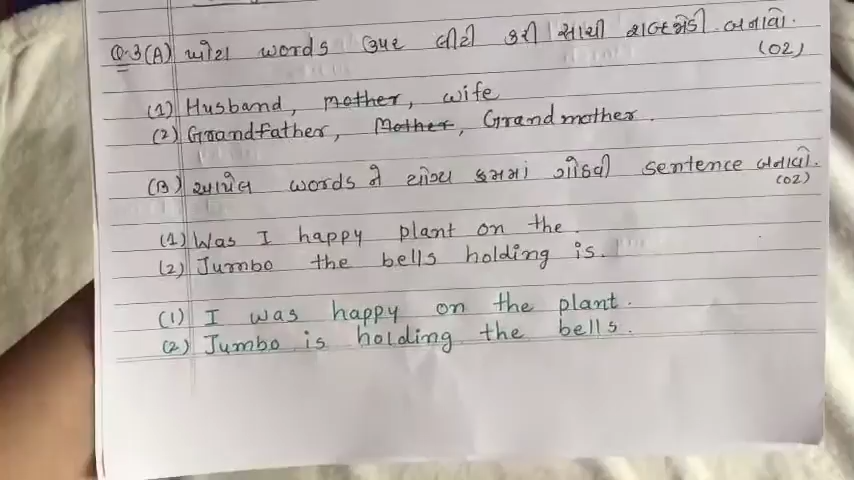 Q.3(A) ખોટા words ઉપર લીટી કરી સાચી શબ્દજોડી બનાવો.
(02)
(1) Husband, mother, wife
(2) Grandfather, Mother, Grandmother.
(B) આપેલ words ને યોગ્ય ક્રમમાં ગોઠવી sentence બનાવો.
(02)
(1) Was I happy plant on the.
(2) Jumbo the bells holding is.
(1) I was happy on the plant.
(2) Jumbo is holding the bells.